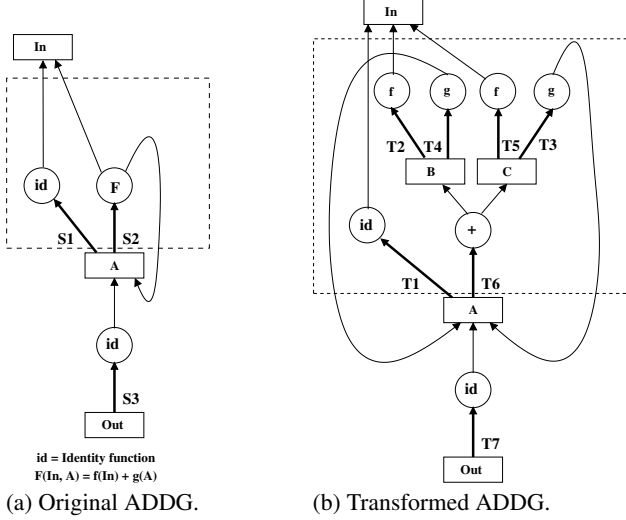 In
id
F
S1
S2
A
id
S3
Out
id = Identity function
F(In, A) = f(In) + g(A)
(a) Original ADDG.
In
f
g
f
g
T2
T4
T5
T3
B
C
id
+
T1
T6
A
id
T7
Out
(b) Transformed ADDG.